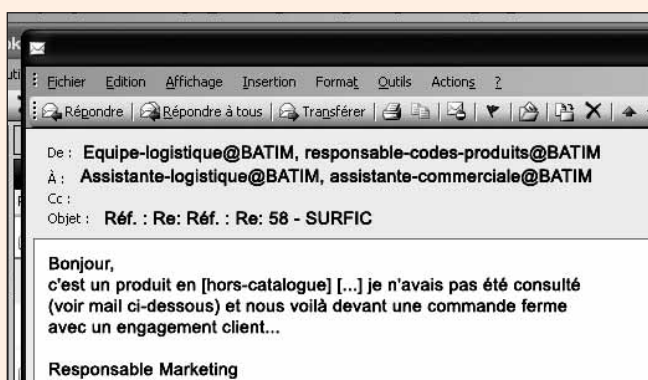 Fichier Edition Affichage Insertion Format Outils Actions ?
Répondre Répondre à tous Transférer
De : Equipe-logistique@BATIM, responsable-codes-produits@BATIM
À : Assistante-logistique@BATIM, assistante-commerciale@BATIM
Cc :
Objet : Réf. : Re: Réf. : Re: 58 - SURFIC
Bonjour,
c'est un produit en [hors-catalogue] [...] je n'avais pas été consulté
(voir mail ci-dessous) et nous voilà devant une commande ferme
avec un engagement client...
Responsable Marketing